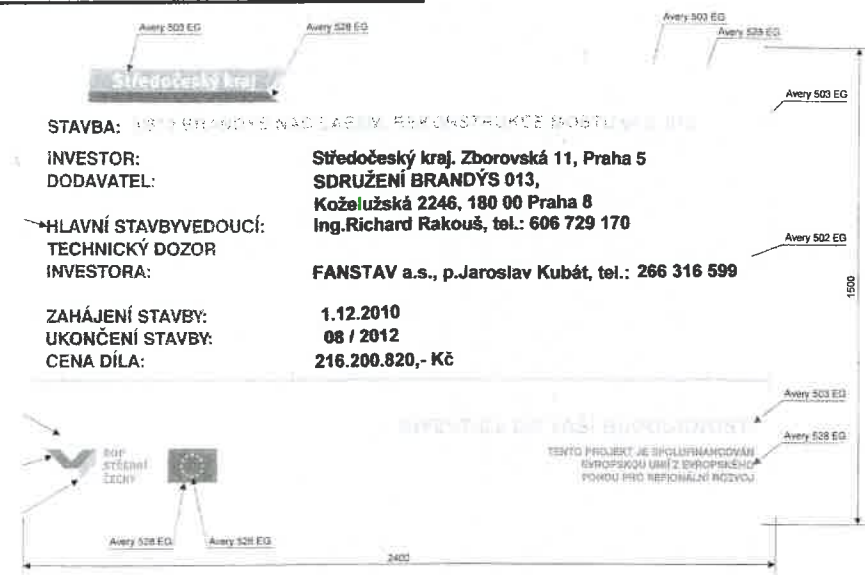 Avery 503 EG
Avery 528 EG
Avery 503 EG
Avery 528 EG
Avery 503 EG
Středočeský kraj
STAVBA: BRANDÝS NAD LABEM, REKONSTRUKCE MOSTU
INVESTOR: Středočeský kraj. Zborovská 11, Praha 5
DODAVATEL: SDRUŽENÍ BRANDÝS 013,
Koželužská 2246, 180 00 Praha 8
HLAVNÍ STAVBYVEDOUCÍ: Ing.Richard Rakouš, tel.: 606 729 170
TECHNICKÝ DOZOR
INVESTORA: FANSTAV a.s., p.Jaroslav Kubát, tel.: 266 316 599
Avery 502 EG
1500
ZAHÁJENÍ STAVBY: 1.12.2010
UKONČENÍ STAVBY: 08 / 2012
CENA DÍLA: 216.200.820,- Kč
Avery 503 EG
Avery 528 EG
ROP
STŘEDNÍ
ČECHY
TENTO PROJEKT JE SPOLUFINANCOVÁN
EVROPSKOU UNIÍ Z EVROPSKÉHO
FONDU PRO REGIONÁLNÍ ROZVOJ
Avery 528 EG
Avery 528 EG
2400